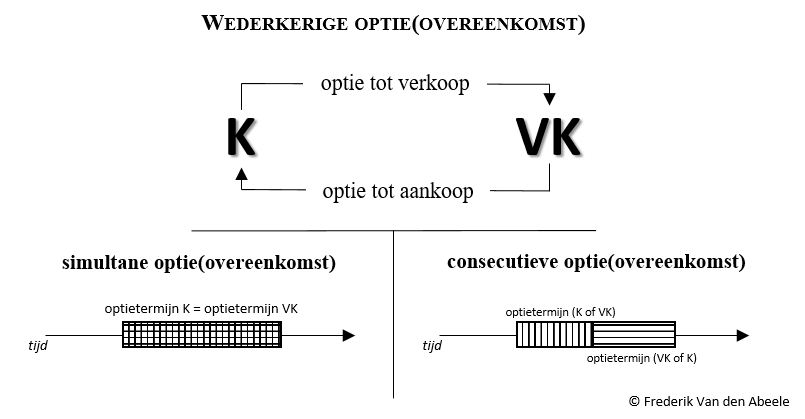 WEDERKERIGE OPTIE(OVEREENKOMST)
optie tot verkoop
K VK
optie tot aankoop
simultane optie(overeenkomst)
optietermijn K = optietermijn VK
tijd
consecutieve optie(overeenkomst)
optietermijn (K of VK)
tijd
optietermijn (VK of K)
© Frederik Van den Abeele